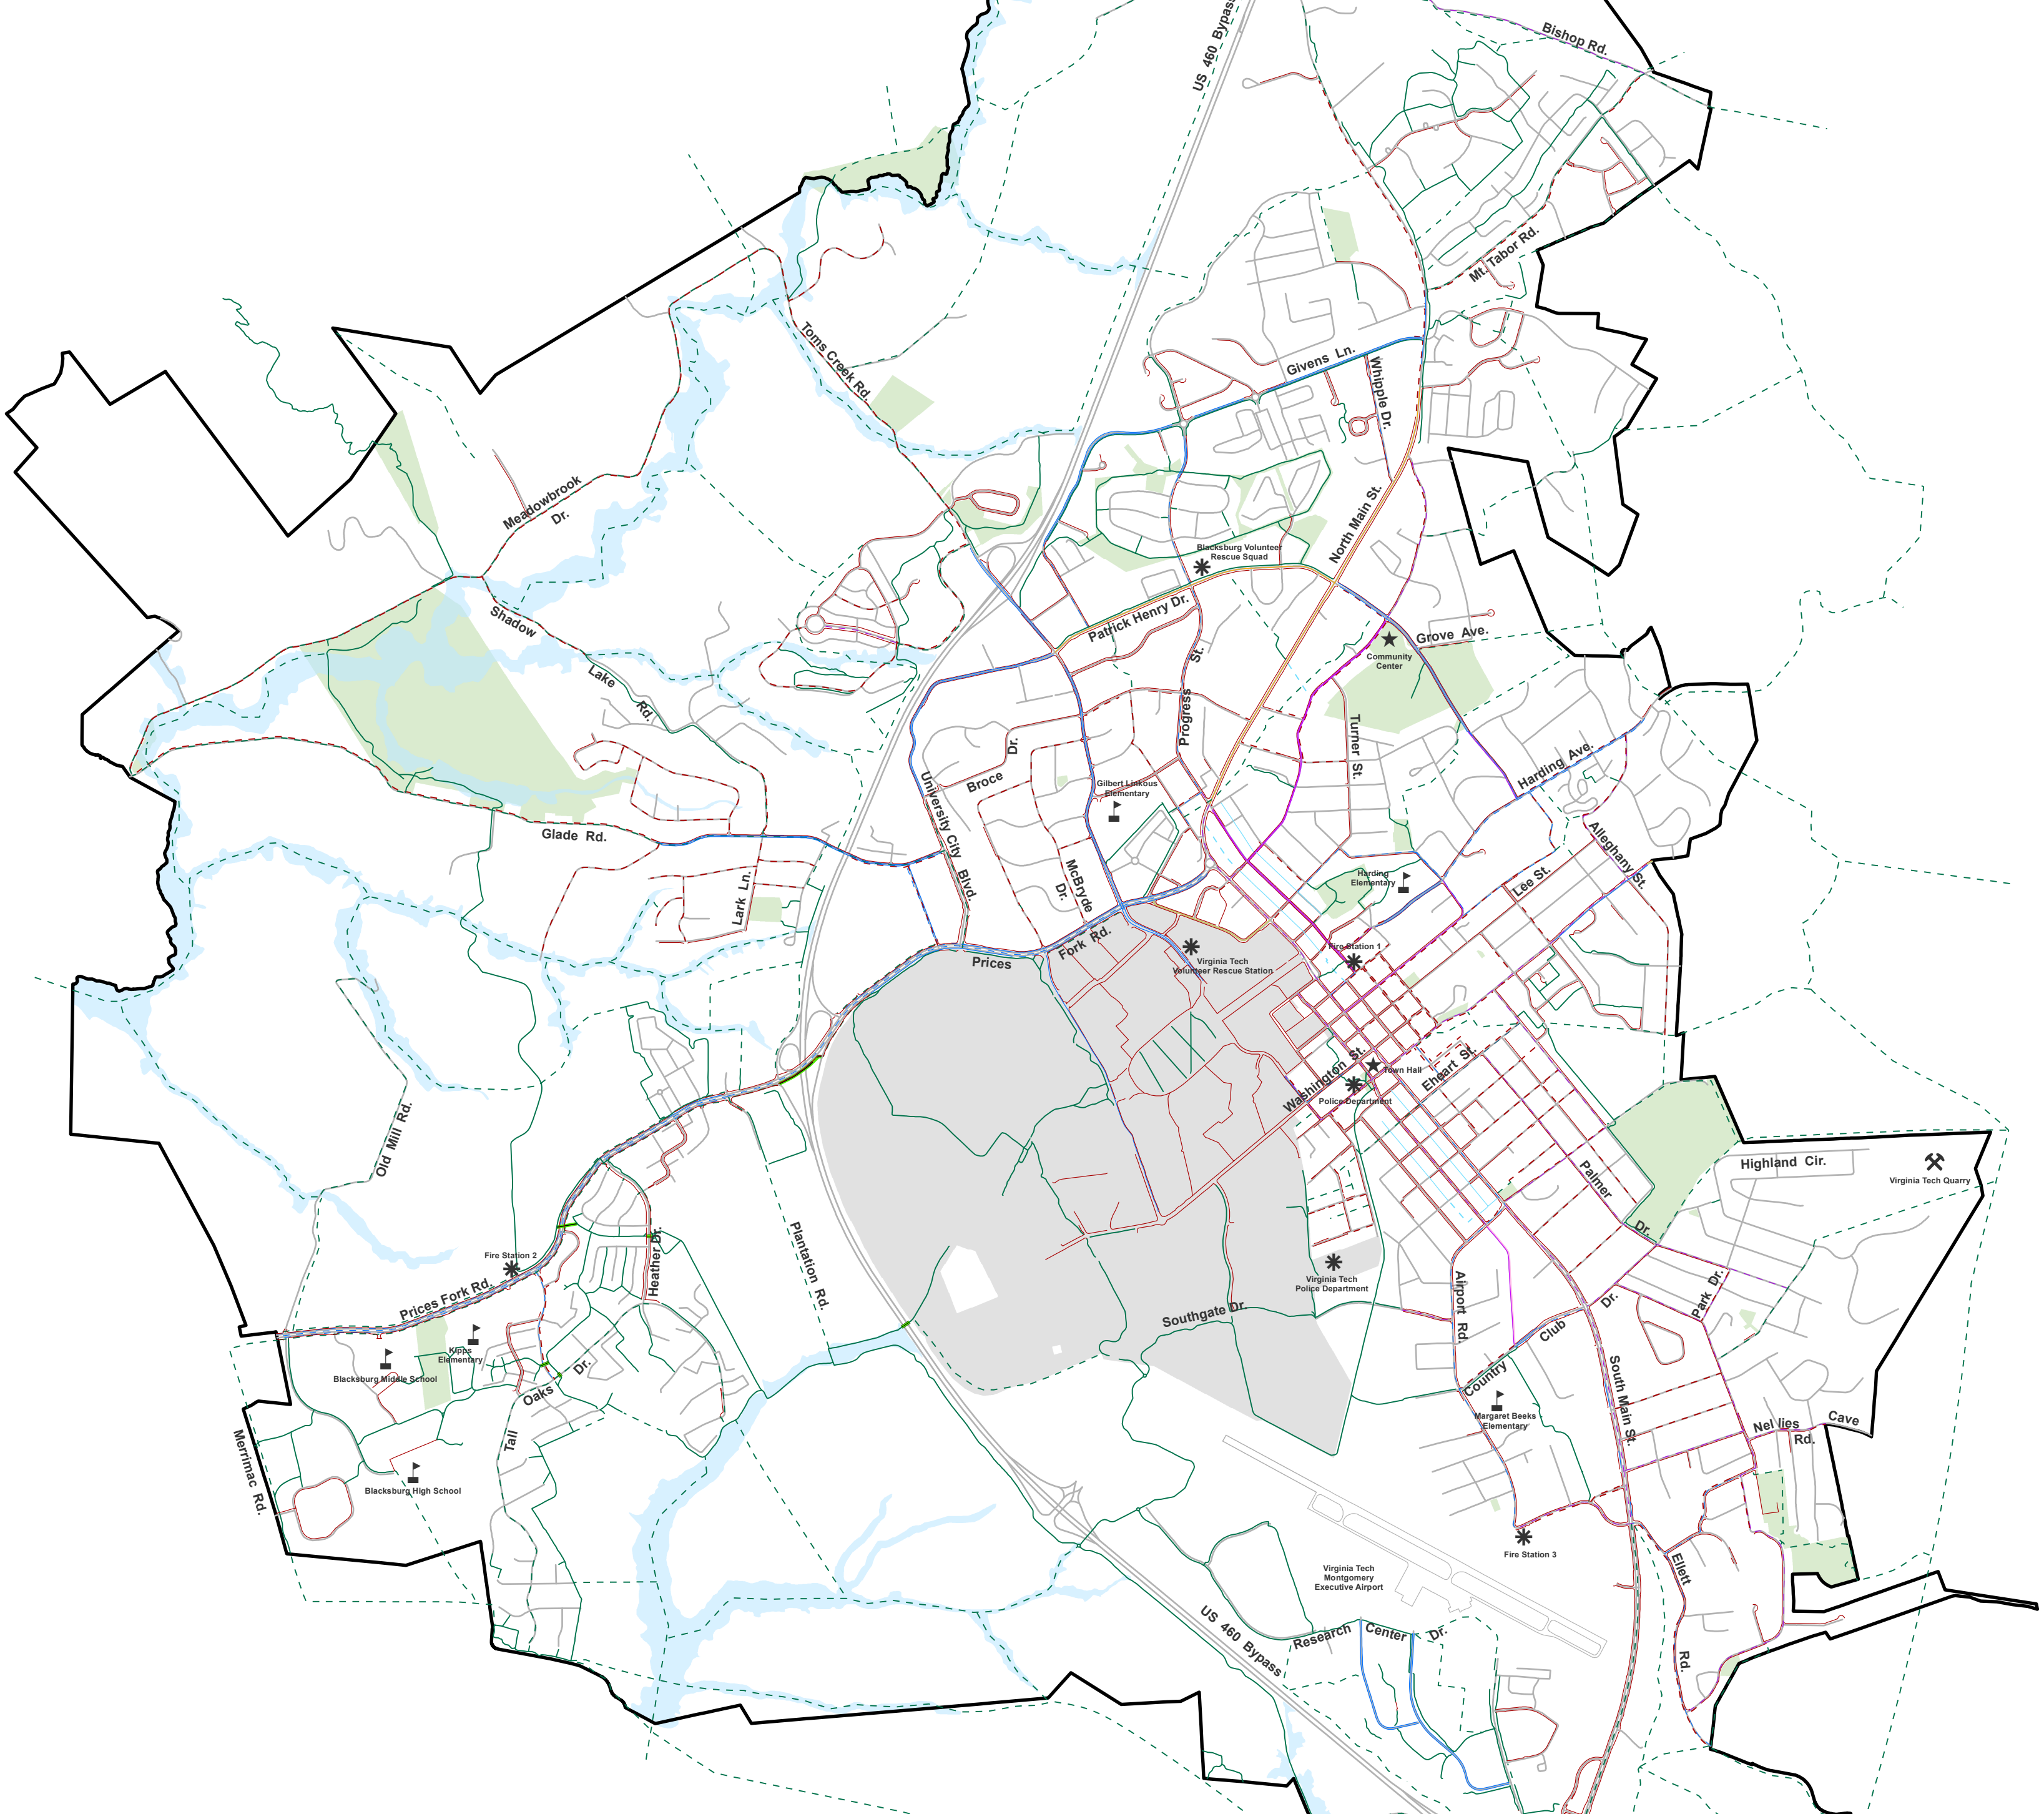 US 460 Bypass
Bishop Rd.
Mt. Tabor Rd.
Toms Creek Rd.
Givens Ln.
Whipple Dr.
Meadowbrook
Dr.
North Main St.
Blacksburg Volunteer
Rescue Squad
Patrick Henry Dr.
Shadow
Lake
Rd.
St.
Progress
Community
Center
Grove Ave.
Turner St.
Broce
Dr.
Gilbert Linkous
Elementary
University City
Blvd.
Harding Ave.
Glade Rd.
Alleghany St.
McBryde
Dr.
Harding
Elementary
Lee St.
Lark Ln.
Prices
Fork Rd.
Virginia Tech
Volunteer Rescue Station
Fire Station 1
Washington St.
Town Hall
Eheart St.
Police Department
Old Mill Rd.
Highland Cir.
Virginia Tech Quarry
Palmer
Dr.
Plantation Rd.
Heather Dr.
Fire Station 2
Prices Fork Rd.
Virginia Tech
Police Department
Airport Rd.
Park Dr.
Southgate Dr.
Dr.
Club
Country
Kipps
Elementary
Blacksburg Middle School
Dr.
Oaks
Tall
South Main St.
Margaret Beeks
Elementary
Nellies
Cave
Rd.
Merrimac Rd.
Blacksburg High School
Fire Station 3
Ellett
Rd.
Virginia Tech
Montgomery
Executive Airport
US 460 Bypass
Research
Center
Dr.